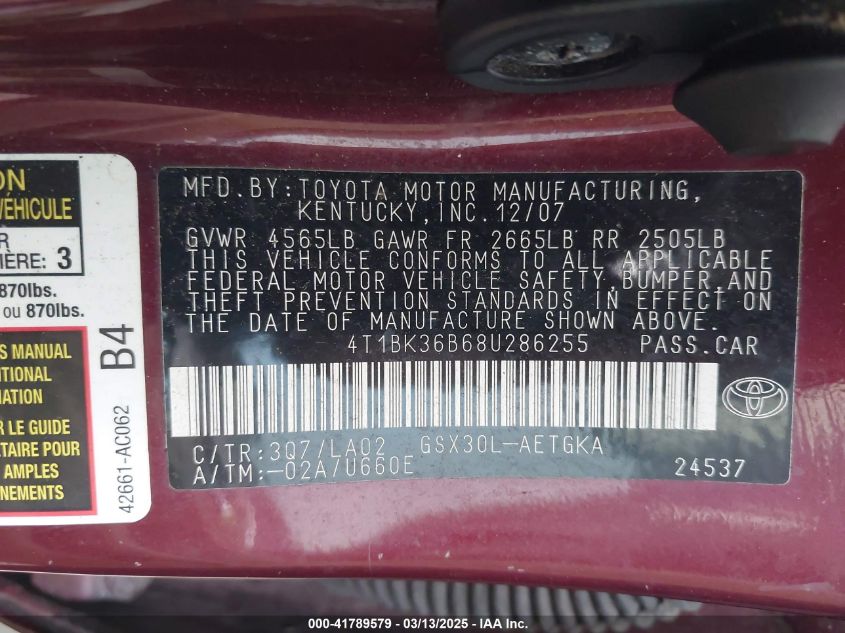 ON
VEHICULE
R
IERE: 3
870lbs.
ou 870lbs.
S MANUAL
ITIONAL
MATION
R LE GUIDE
TAIRE POUR
AMPLES
NEMENTS
B4
42661-AC062
MFD.BY:TOYOTA MOTOR MANUFACTURING,
KENTUCKY,INC.12/07
GVWR 4565LB GAWR FR 2665LB RR 2505LB
THIS VEHICLE CONFORMS TO ALL APPLICABLE
FEDERAL MOTOR VEHICLE SAFETY,BUMPER,AND
THEFT PREVENTION STANDARDS IN EFFECT ON
THE DATE OF MANUFACTURE SHOWN ABOVE.
4T1BK36B68U286255 PASS.CAR
C/TR:3Q7/LA02 GSX30L-AETGKA
A/TM:-02A/U660E
24537
000-41789579 — 03/13/2025 — © IAA, Inc.